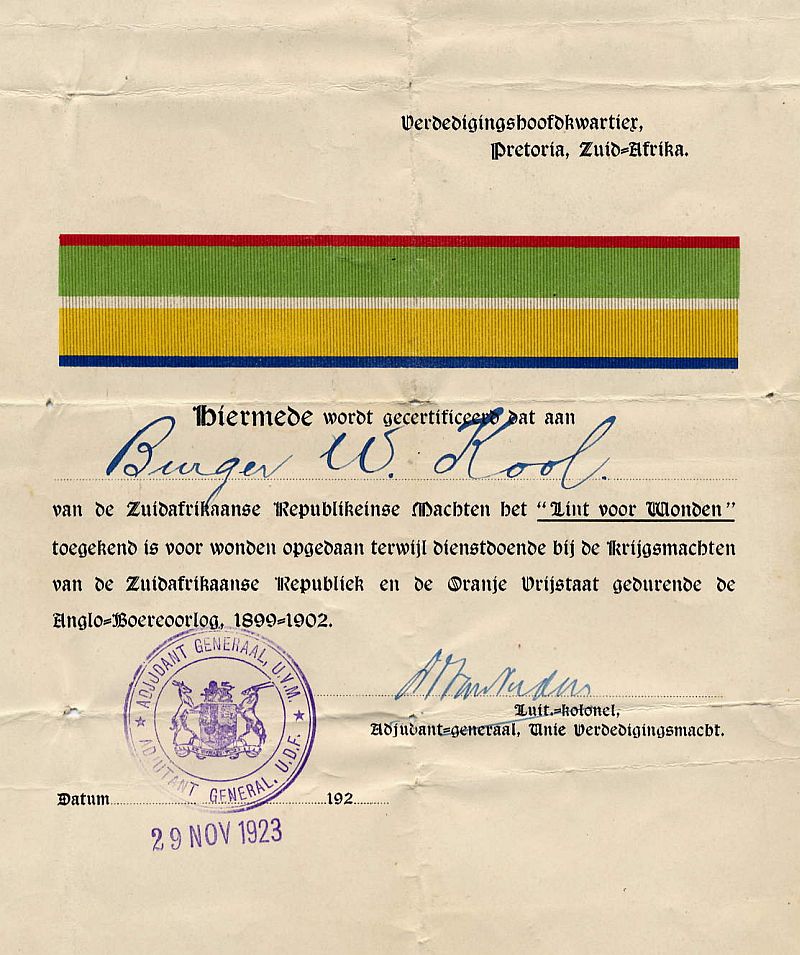 Verdedigingshoofdkwartier,
Pretoria, Zuid=Afrika.
Hiermede wordt gecertificeerd dat aan
Burger W. Kool.
van de Zuidafrikaanse Republikeinse Machten het "Lint voor Wonden"
toegekend is voor wonden opgedaan terwijl dienstdoende bij de Krijgsmachten
van de Zuidafrikaanse Republiek en de Oranje Vrijstaat gedurende de
Anglo=Boereoorlog, 1899=1902.
ADJUDANT GENERAAL, U.V.M.
ADJUTANT GENERAL, U.D.F.
Luit.=kolonel,
Adjudant=generaal, Unie Verdedigingsmacht.
Datum 192
29 NOV 1923